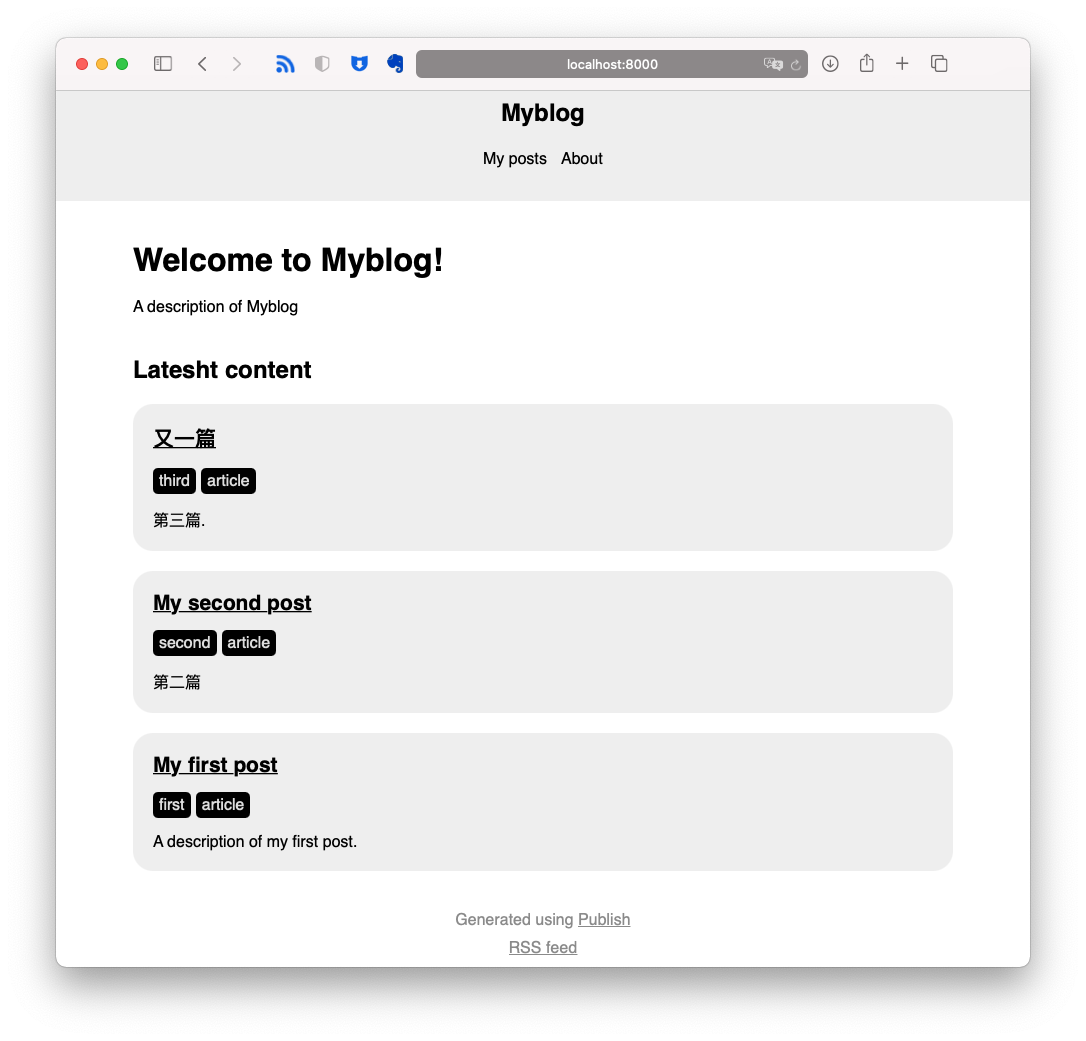 localhost:8000
Myblog
My posts About
Welcome to Myblog!
A description of Myblog
Latesht content
又一篇
third article
第三篇.
My second post
second article
第二篇
My first post
first article
A description of my first post.
Generated using Publish
RSS feed